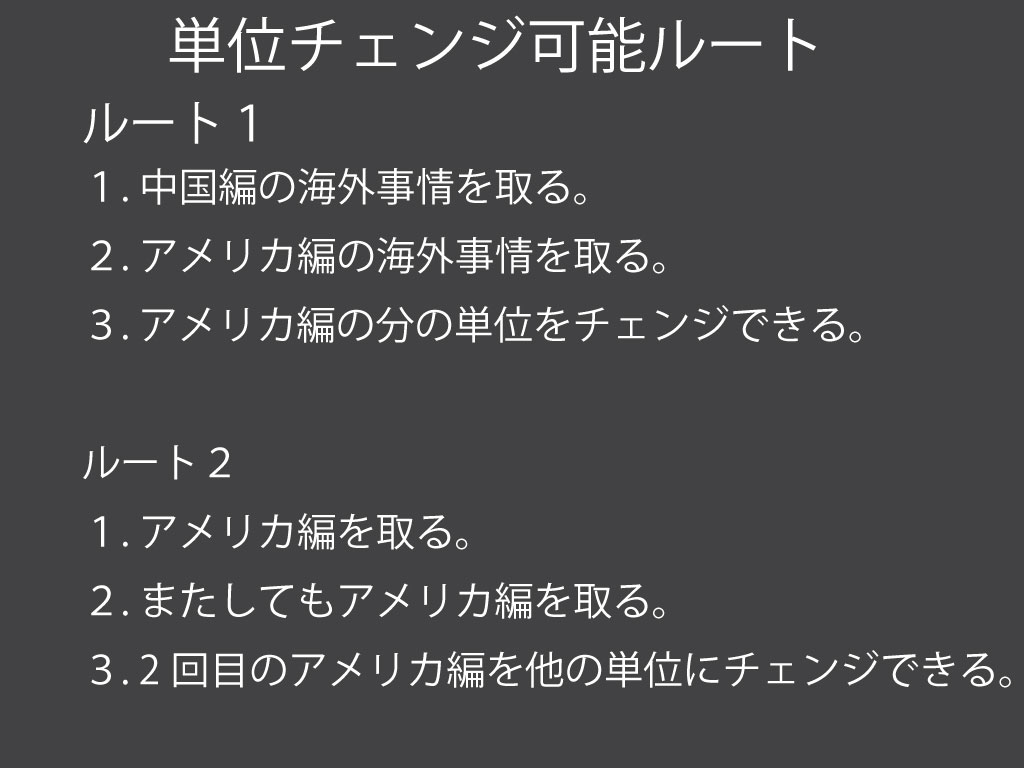 単位チェンジ可能ルート
ルート 1
１. 中国編の海外事情を取る。
２. アメリカ編の海外事情を取る。
３. アメリカ編の分の単位をチェンジできる。
ルート 2
１. アメリカ編を取る。
２. またしてもアメリカ編を取る。
３. 2 回目のアメリカ編を他の単位にチェンジできる。